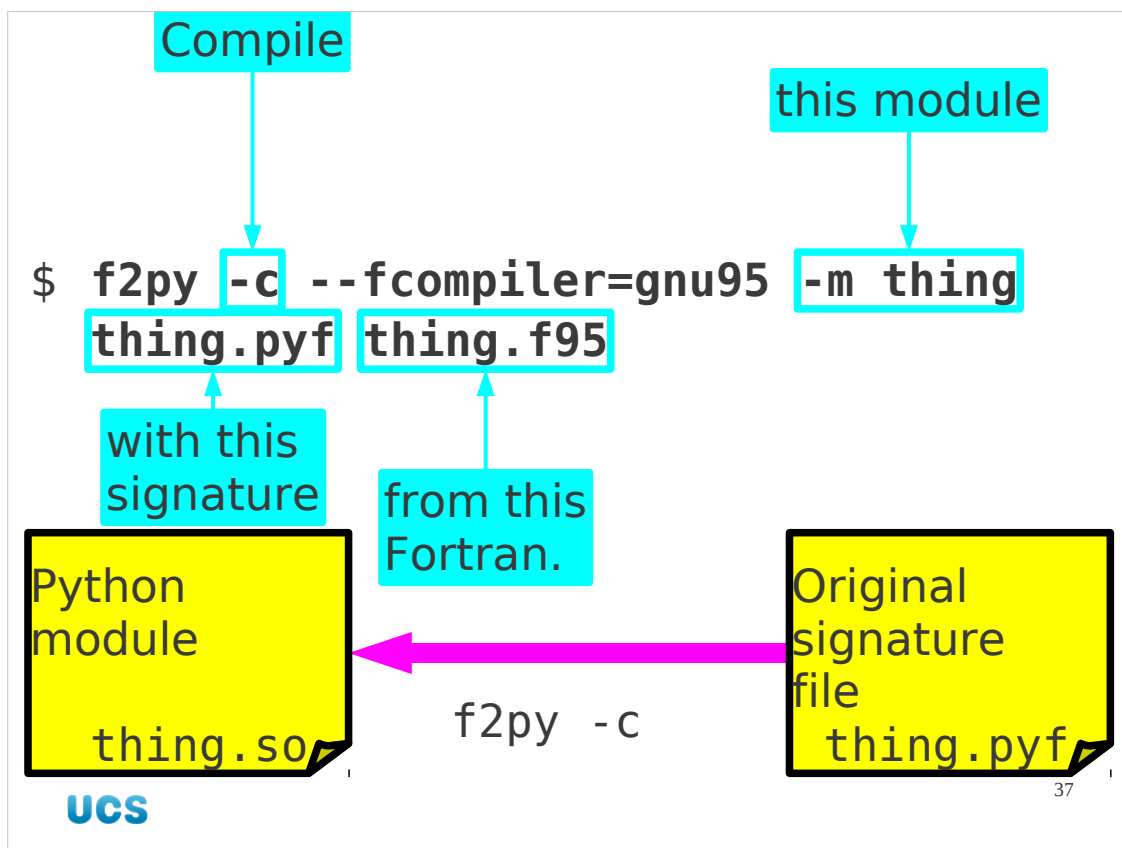 Compile
this module
$ f2py -c --fcompiler=gnu95 -m thing
thing.pyf thing.f95
with this
signature
from this
Fortran.
Python
module
thing.so
f2py -c
Original
signature
file
thing.pyf
37
UCS